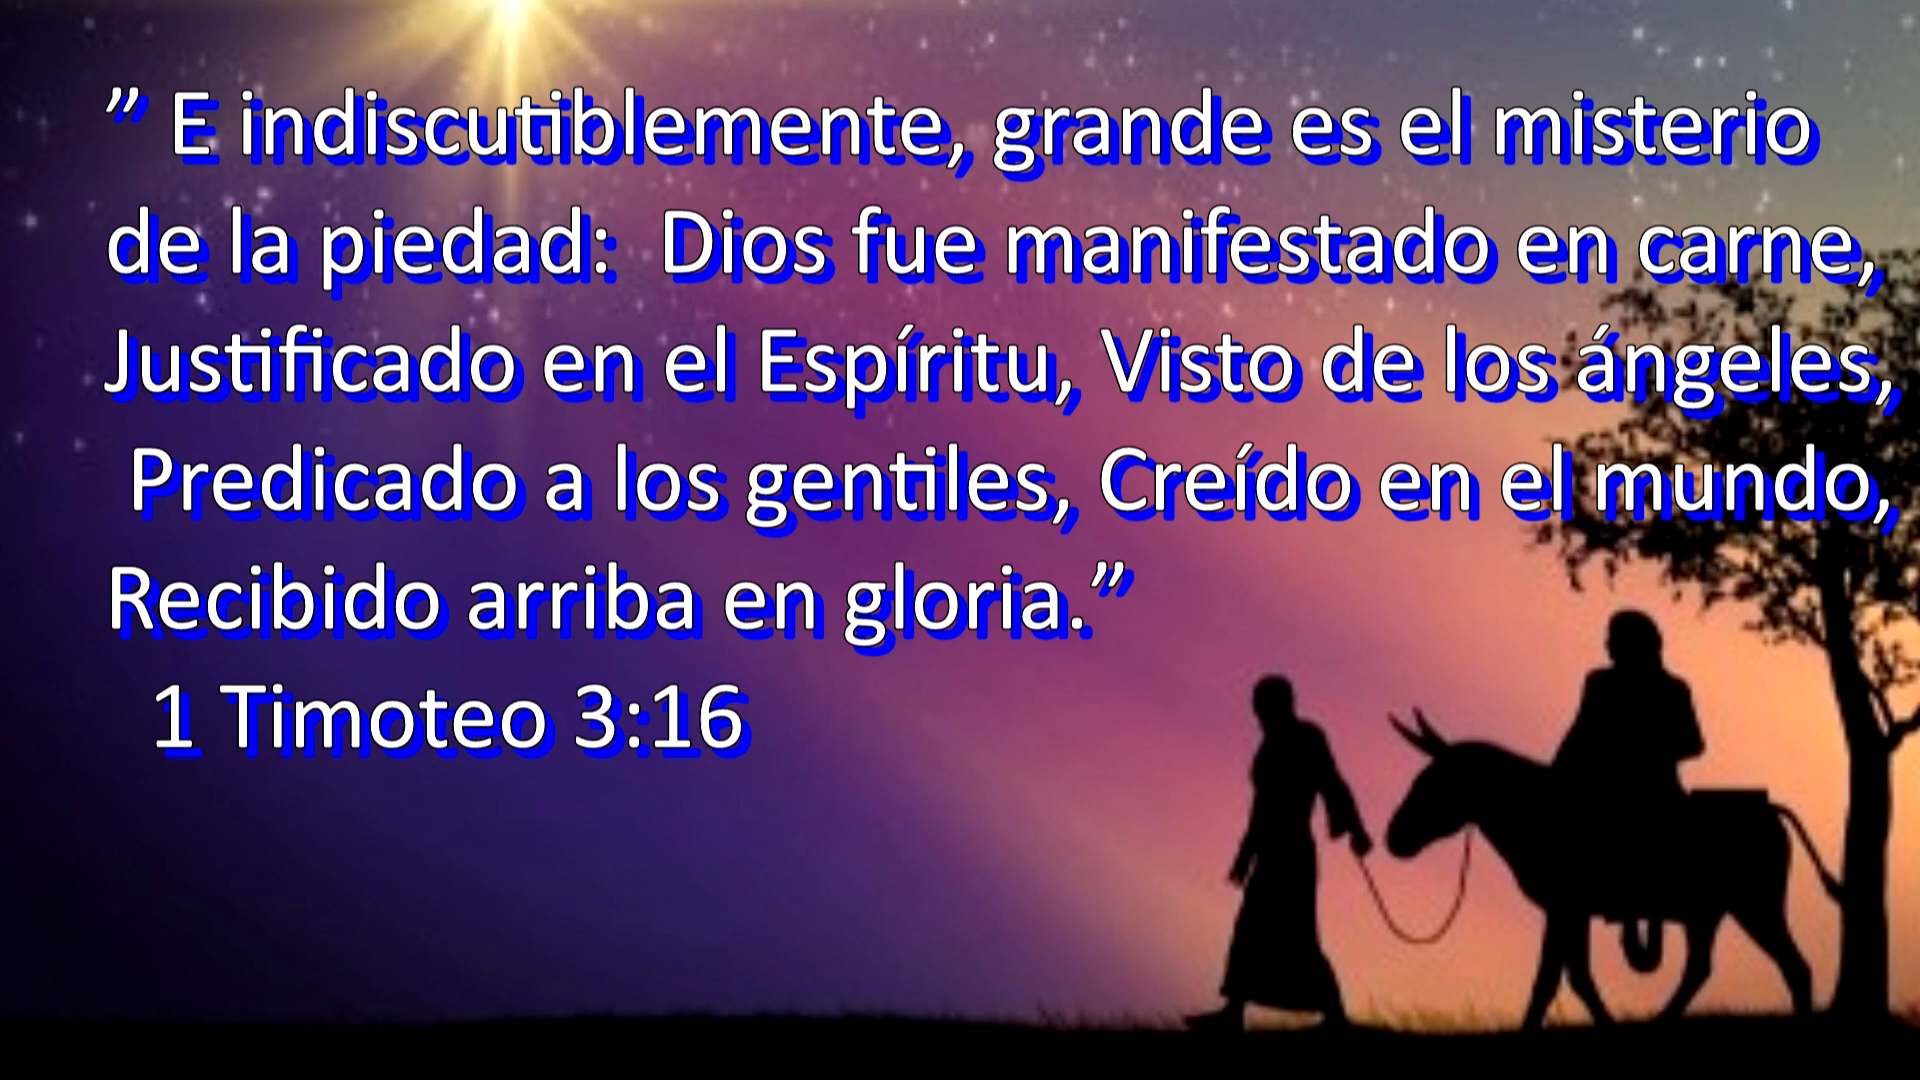 ” E indiscutiblemente, grande es el misterio
de la piedad:  Dios fue manifestado en carne,
Justificado en el Espíritu, Visto de los ángeles,
Predicado a los gentiles, Creído en el mundo,
Recibido arriba en gloria.”
1 Timoteo 3:16